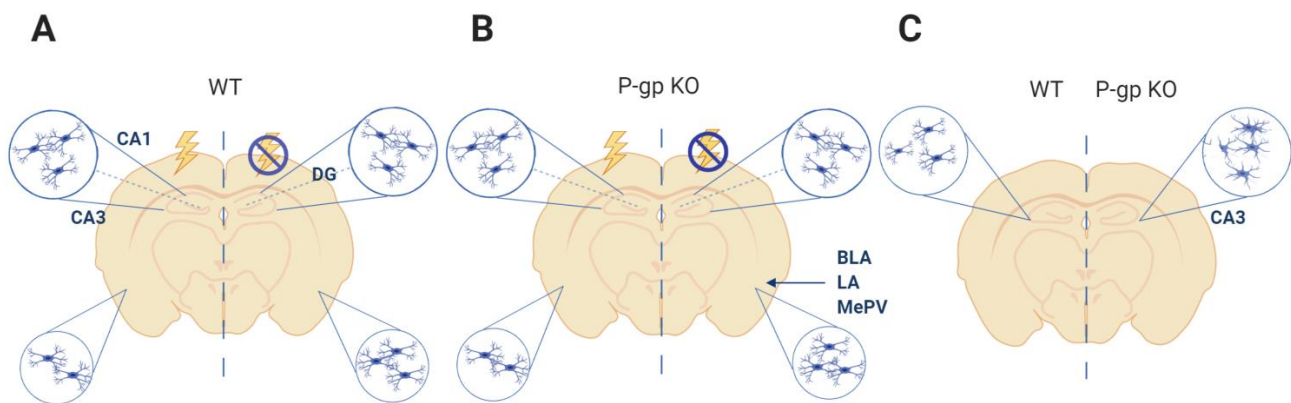 A
WT
CA1
DG
CA3
B
P-gp KO
BLA
LA
MePV
C
WT P-gp KO
CA3